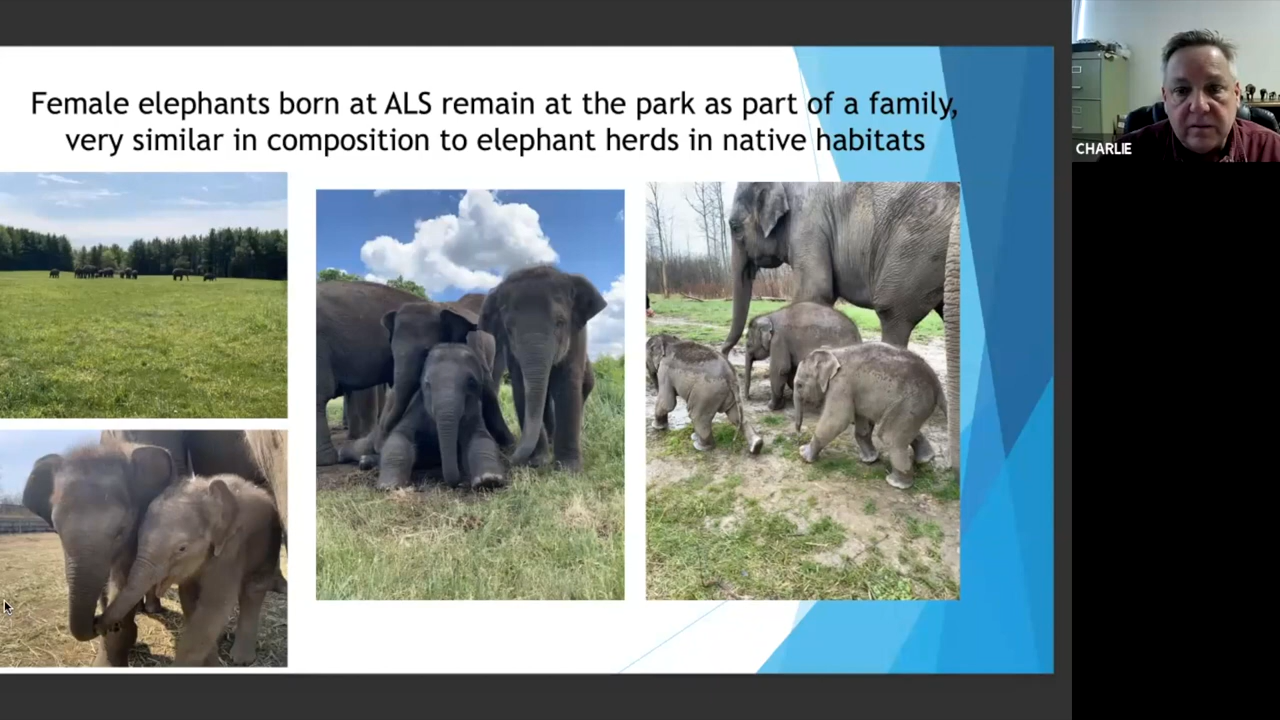 Female elephants born at ALS remain at the park as part of a family,
very similar in composition to elephant herds in native habitats
CHARLIE